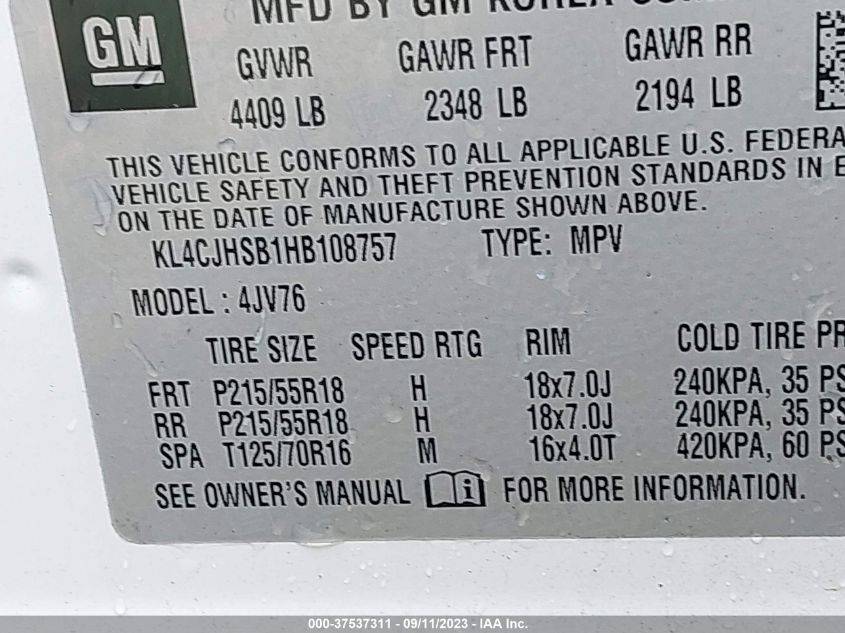 GM
MFD BY GM KOREA
GVWR GAWR FRT GAWR RR
4409 LB 2348 LB 2194 LB
THIS VEHICLE CONFORMS TO ALL APPLICABLE U.S. FEDERA
VEHICLE SAFETY AND THEFT PREVENTION STANDARDS IN E
ON THE DATE OF MANUFACTURE SHOWN ABOVE.
KL4CJHSB1HB108757 TYPE: MPV
MODEL : 4JV76
TIRE SIZE SPEED RTG RIM COLD TIRE PR
FRT P215/55R18 H 18x7.0J 240KPA, 35 PS
RR P215/55R18 H 18x7.0J 240KPA, 35 PS
SPA T125/70R16 M 16x4.0T 420KPA, 60 PS
SEE OWNER'S MANUAL i FOR MORE INFORMATION.
000-37537311 - 09/11/2023 - IAA Inc.